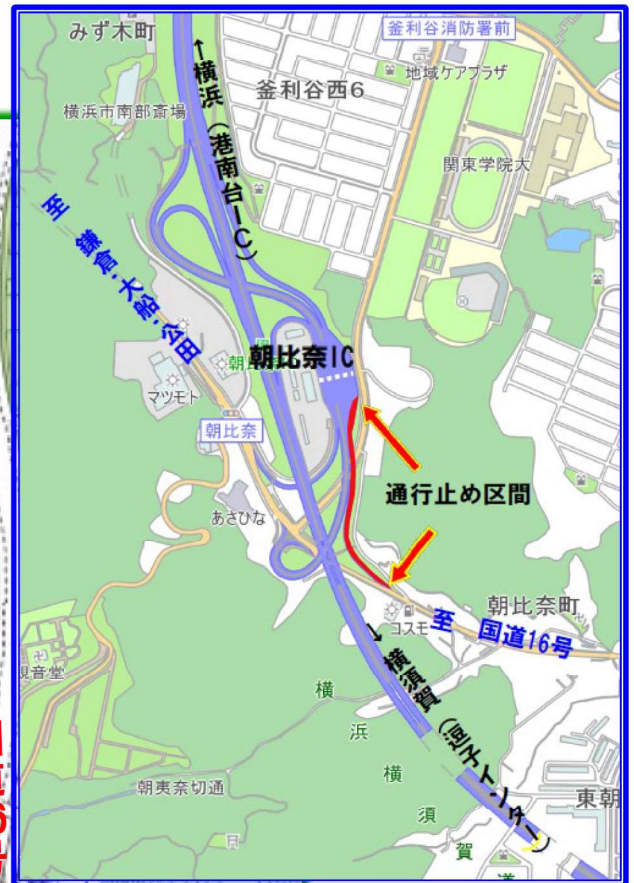 みず木町
釜利谷消防署前
↑横浜(港南台IC)
釜利谷西6
地域ケアプラザ
横浜市南部斎場
関東学院大
至 鎌倉・大船・公田
朝比奈IC
マツモト
朝比奈
通行止め区間
あさひな
朝比奈町
コスモ
至 国道16号
↓横須賀(逗子インター)
観音堂
横浜横須賀道
朝夷奈切通
東朝